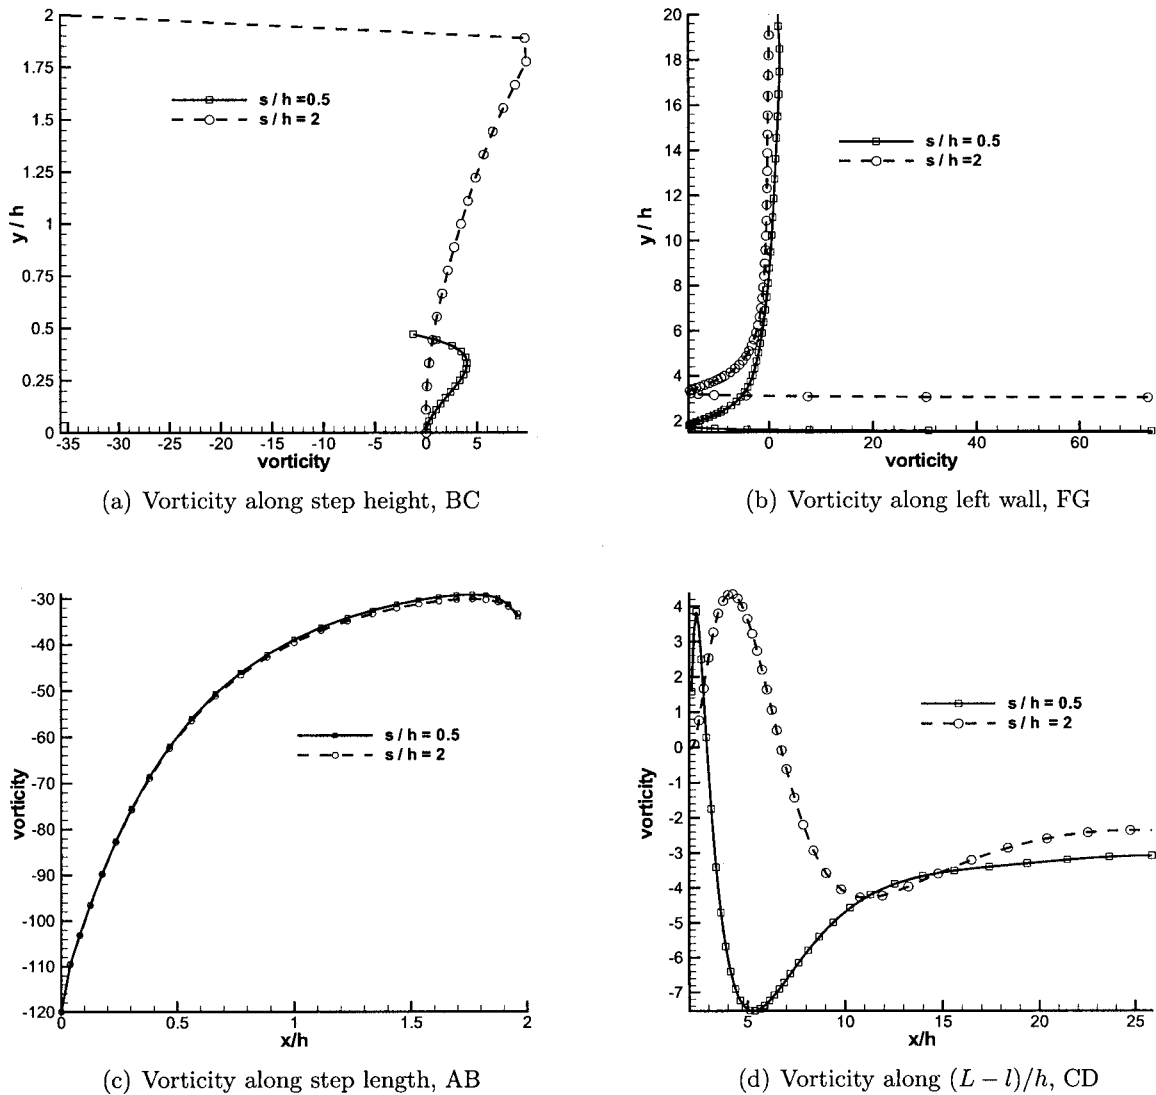 2
1.75
1.5
1.25
1
0.75
0.5
0.25
0
y / h
s / h =0.5
s / h = 2
-35 -30 -25 -20 -15 -10 -5 0 5
vorticity
(a) Vorticity along step height, BC
20
18
16
14
12
10
8
6
4
2
y / h
s / h = 0.5
s / h =2
0 20 40 60
vorticity
(b) Vorticity along left wall, FG
-30
-40
-50
-60
-70
-80
-90
-100
-110
-120
vorticity
s / h = 0.5
s / h = 2
0 0.5 1 1.5 2
x/h
(c) Vorticity along step length, AB
4
3
2
1
0
-1
-2
-3
-4
-5
-6
-7
vorticity
s / h = 0.5
s / h = 2
5 10 15 20 25
x/h
(d) Vorticity along (L − l)/h, CD